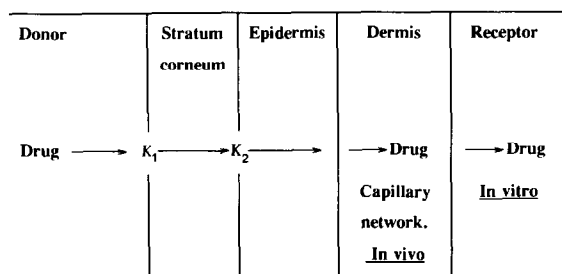 Donor Stratum corneum Epidermis Dermis Receptor
Drug K₁ K₂ Drug Drug
Capillary network. In vivo
In vitro